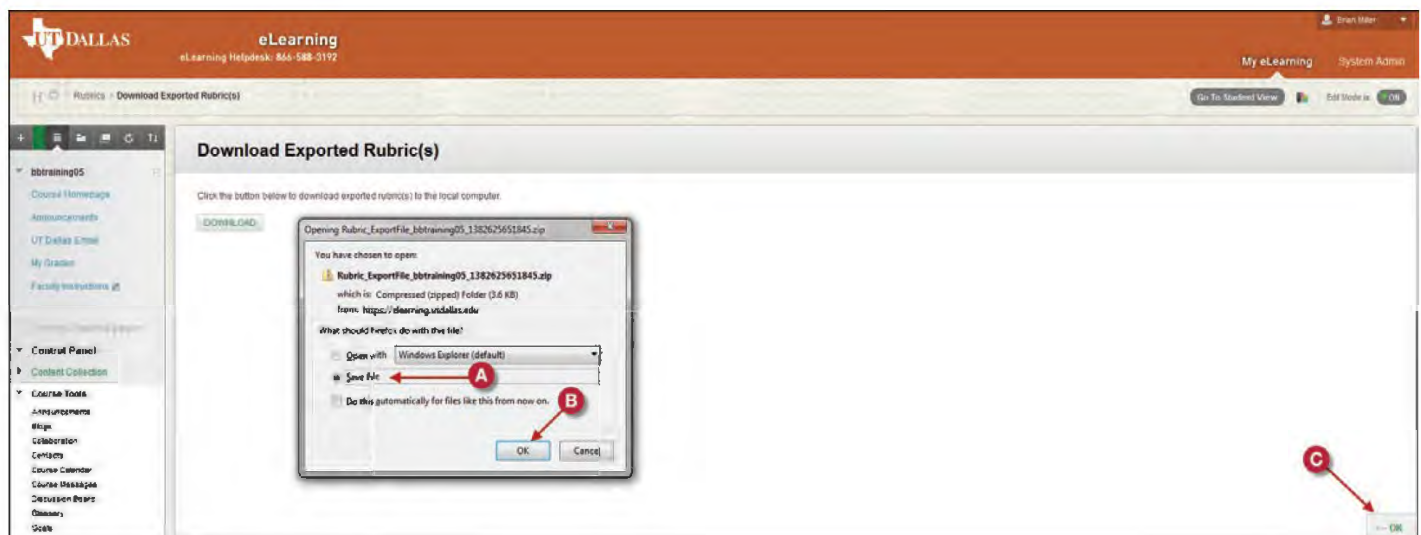 Brian Miler
UT DALLAS
eLearning
eLearning Helpdesk: 866-588-3192
My eLearning
System Admin
Rubrics
Download Exported Rubric(s)
Go To Student View
Edit Mode is: ON
Download Exported Rubric(s)
bbtraining05
Course Homepage
Announcements
UT Dallas Email
My Grades
Faculty Instructions
Click the button below to download exported rubric(s) to the local computer.
DOWNLOAD
Opening Rubric_ExportFile_bbtraining05_1382625651845.zip
You have chosen to open:
Rubric_ExportFile_bbtraining05_1382625651845.zip
which is: Compressed (zipped) Folder (3.6 KB)
from: https://elearning.utdallas.edu
What should Firefox do with this file?
Open with
Windows Explorer (default)
Save File
A
Do this automatically for files like this from now on.
B
OK
Cancel
Control Panel
Content Collection
Course Tools
Announcements
Blogs
Collaboration
Contacts
Course Calendar
Course Messages
Discussion Board
Glossary
Goals
C
OK